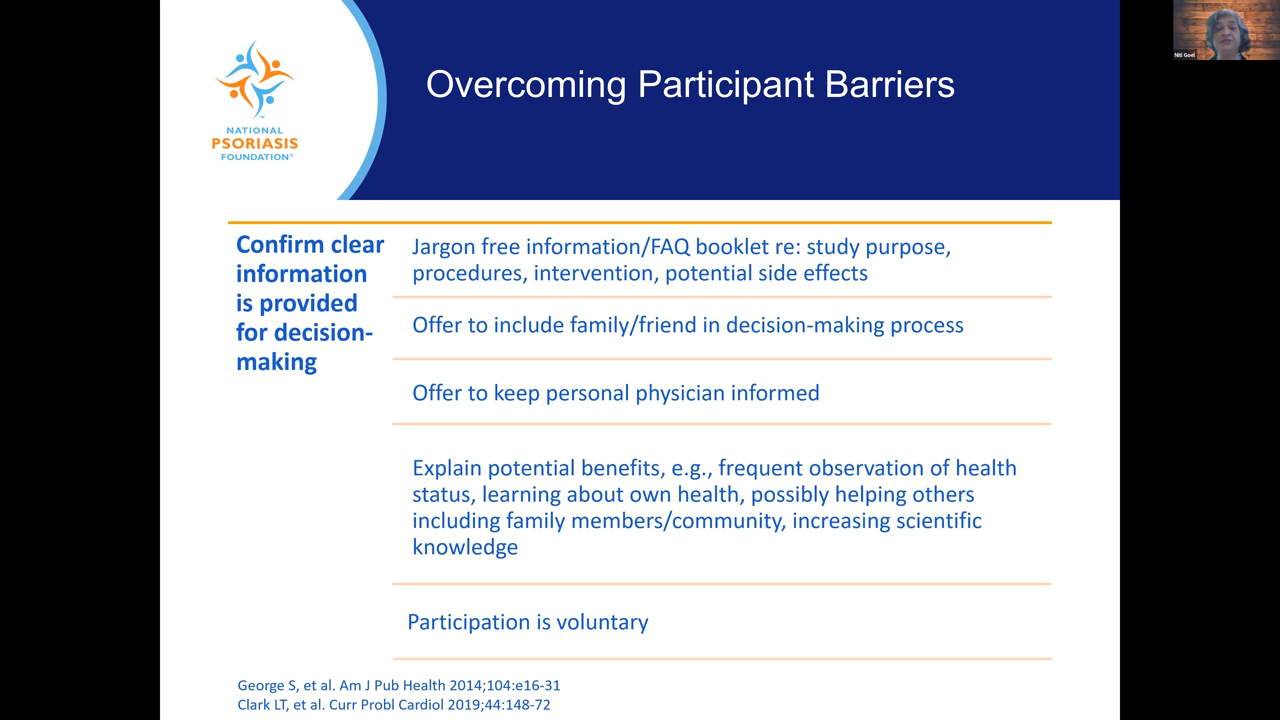 Overcoming Participant Barriers
NATIONAL
PSORIASIS
FOUNDATION®
™
Niti Goel
Confirm clear
information
is provided
for decision-
making
Jargon free information/FAQ booklet re: study purpose,
procedures, intervention, potential side effects
Offer to include family/friend in decision-making process
Offer to keep personal physician informed
Explain potential benefits, e.g., frequent observation of health
status, learning about own health, possibly helping others
including family members/community, increasing scientific
knowledge
Participation is voluntary
George S, et al. Am J Pub Health 2014;104:e16-31
Clark LT, et al. Curr Probl Cardiol 2019;44:148-72